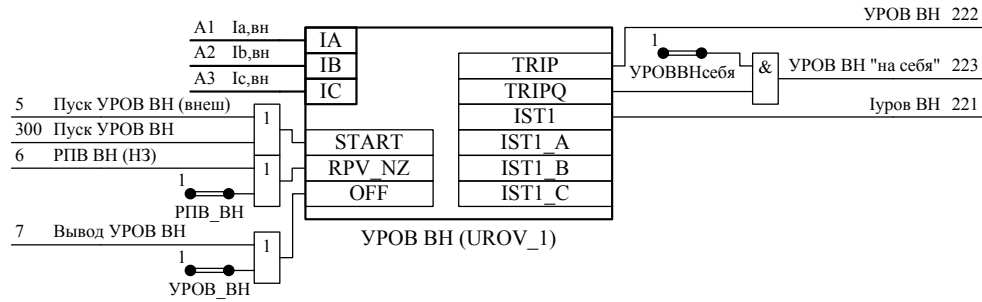 УРОВ ВН 222
A1 Ia,вн
IA
1
A2 Ib,вн
IB
TRIP
УРОВВНсебя
&
УРОВ ВН "на себя" 223
A3 Ic,вн
IC
TRIPQ
5 Пуск УРОВ ВН (внеш)
1
IST1
Iуров ВН 221
300 Пуск УРОВ ВН
START
IST1_A
6 РПВ ВН (НЗ)
1
RPV_NZ
IST1_B
1
OFF
IST1_C
РПВ_ВН
7 Вывод УРОВ ВН
1
УРОВ ВН (UROV_1)
1
УРОВ_ВН